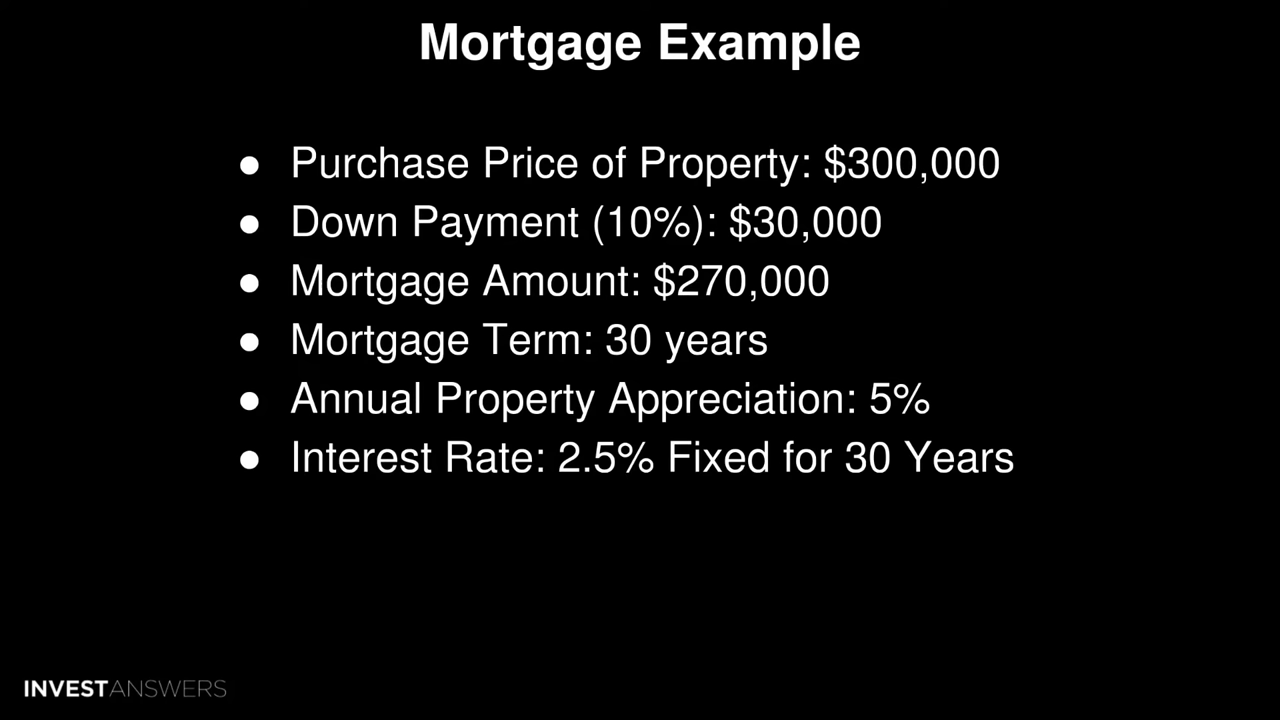 Mortgage Example
● Purchase Price of Property: $300,000
● Down Payment (10%): $30,000
● Mortgage Amount: $270,000
● Mortgage Term: 30 years
● Annual Property Appreciation: 5%
● Interest Rate: 2.5% Fixed for 30 Years
INVESTANSWERS